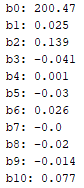 b0: 200.47
b1: 0.025
b2: 0.139
b3: -0.041
b4: 0.001
b5: -0.03
b6: 0.026
b7: -0.0
b8: -0.02
b9: -0.014
b10: 0.077